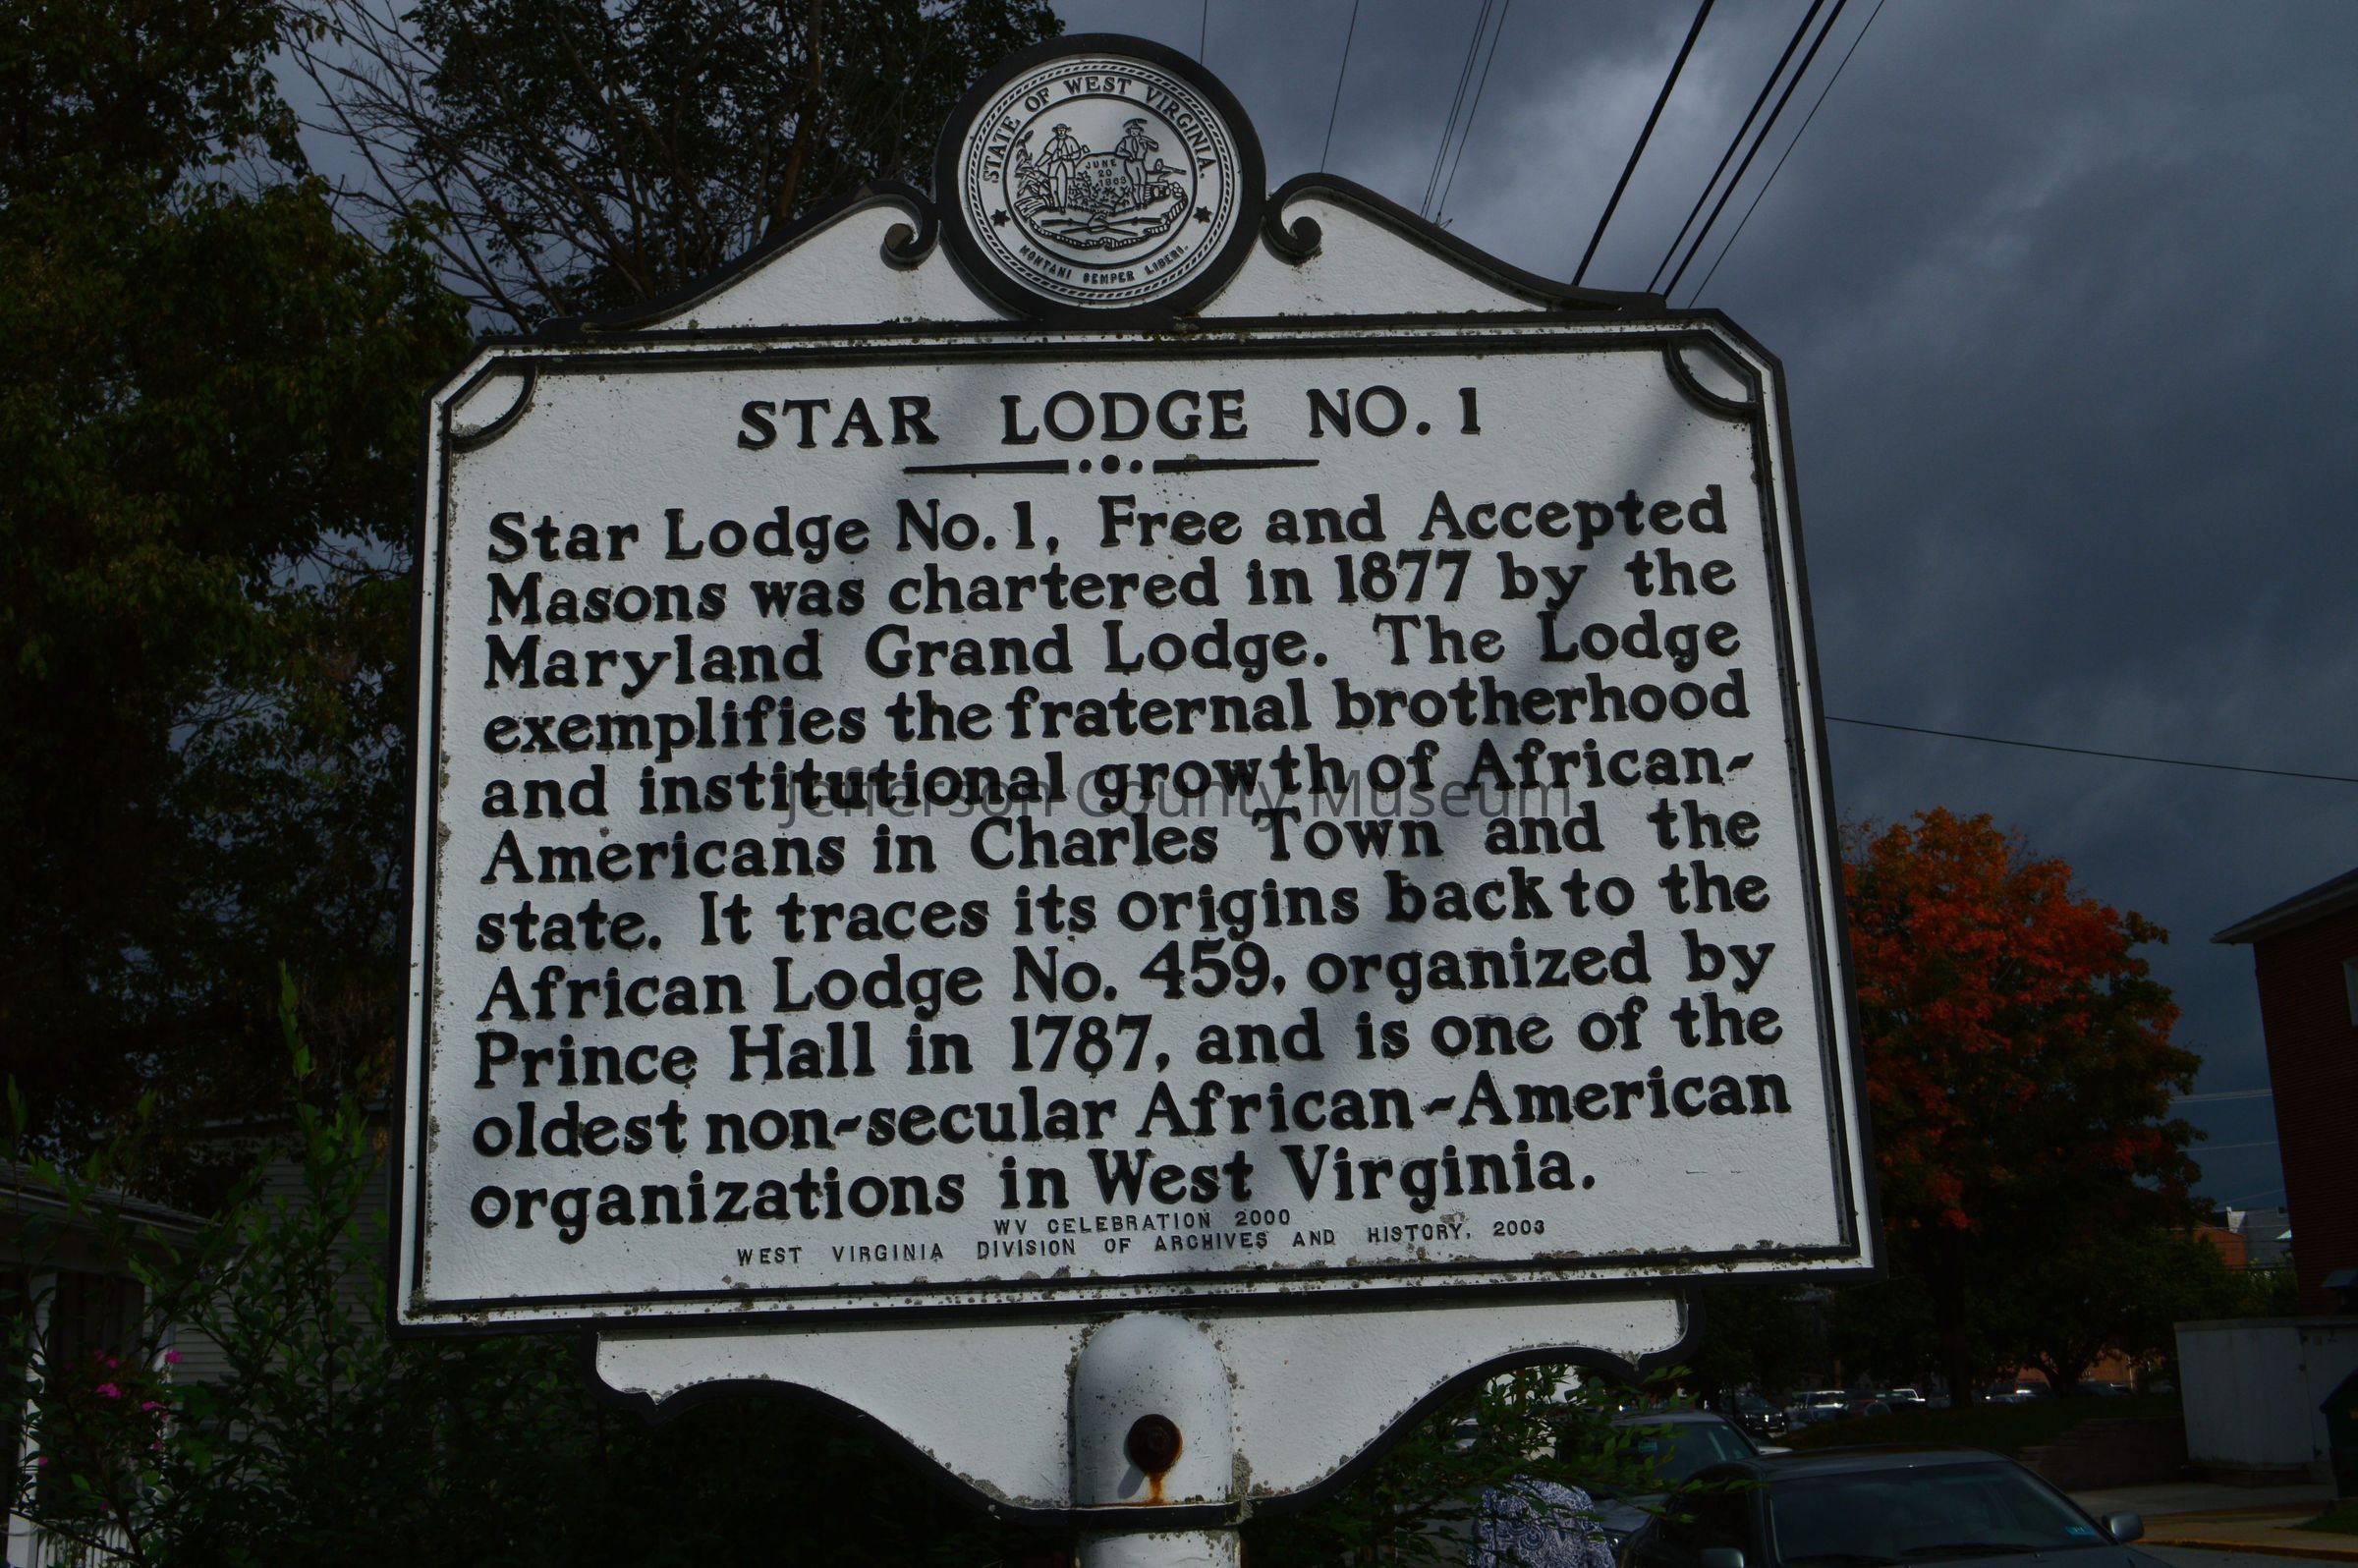 STATE OF WEST VIRGINIA.
JUNE
20
1863
MONTANI SEMPER LIBERI.
STAR LODGE NO. 1
Star Lodge No. 1, Free and Accepted
Masons was chartered in 1877 by the
Maryland Grand Lodge. The Lodge
exemplifies the fraternal brotherhood
and institutional growth of African-
Americans in Charles Town and the
state. It traces its origins back to the
African Lodge No. 459, organized by
Prince Hall in 1787, and is one of the
oldest non-secular African-American
organizations in West Virginia.
WV CELEBRATION 2000
WEST VIRGINIA DIVISION OF ARCHIVES AND HISTORY, 2003
Jefferson County Museum